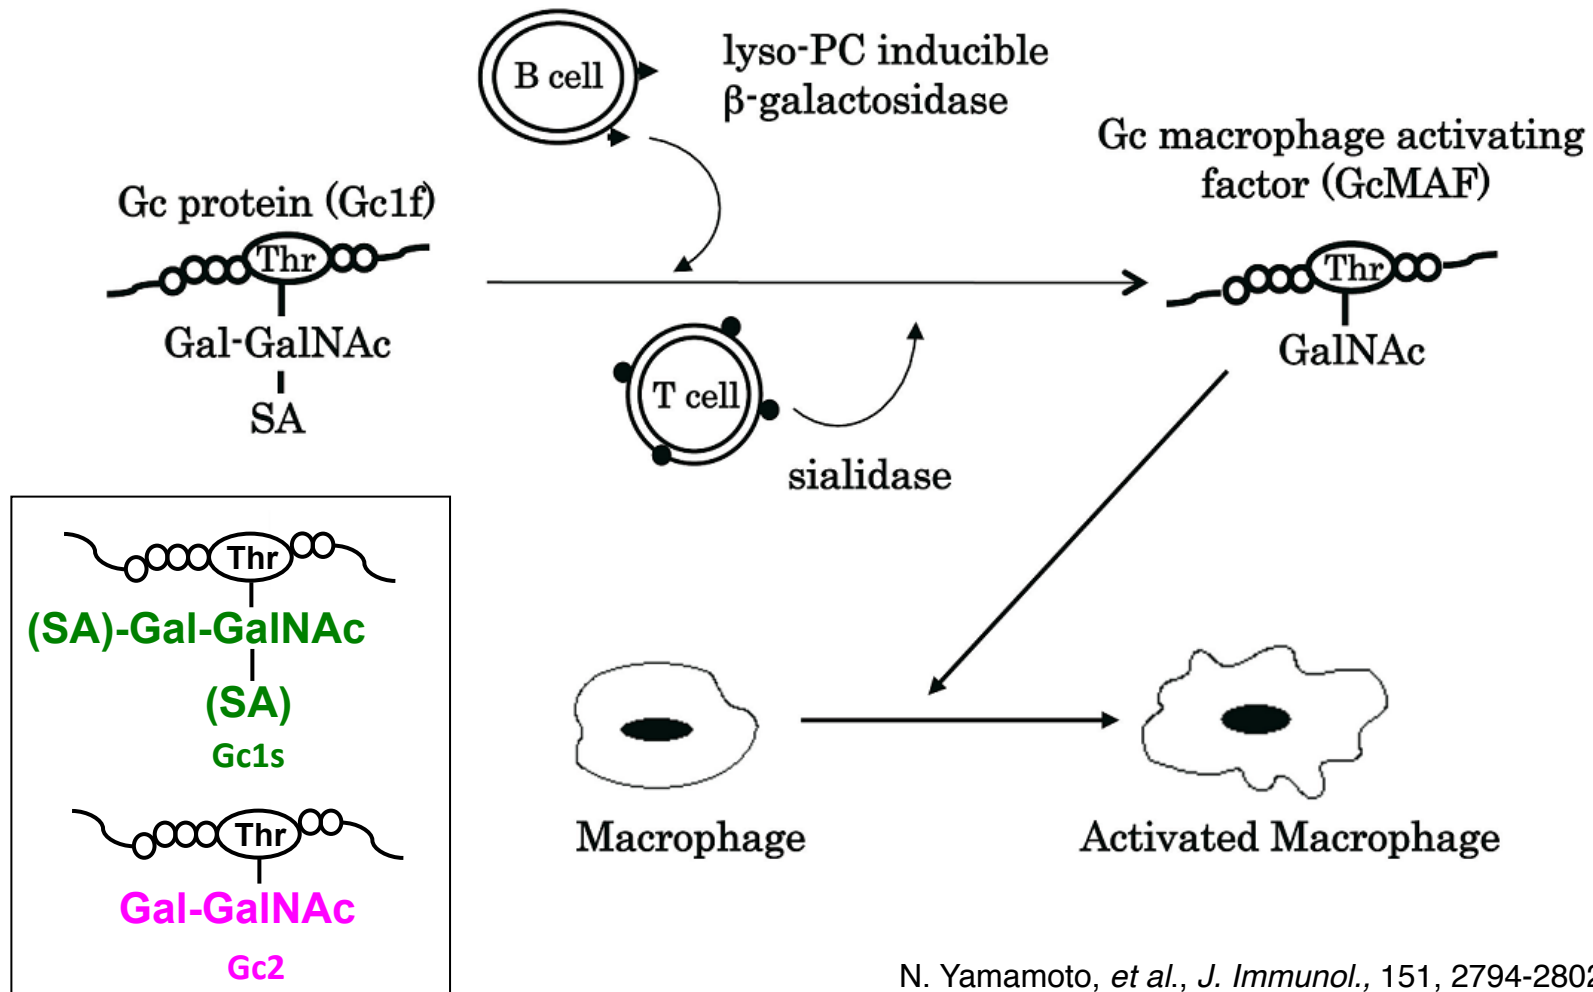 B cell
lyso-PC inducible
β-galactosidase
Gc macrophage activating
factor (GcMAF)
Gc protein (Gc1f)
Thr
Gal-GalNAc
SA
Thr
GalNAc
T cell
sialidase
Thr
(SA)-Gal-GalNAc
(SA)
Gc1s
Thr
Gal-GalNAc
Gc2
Macrophage
Activated Macrophage
N. Yamamoto, et al., J. Immunol., 151, 2794-2802